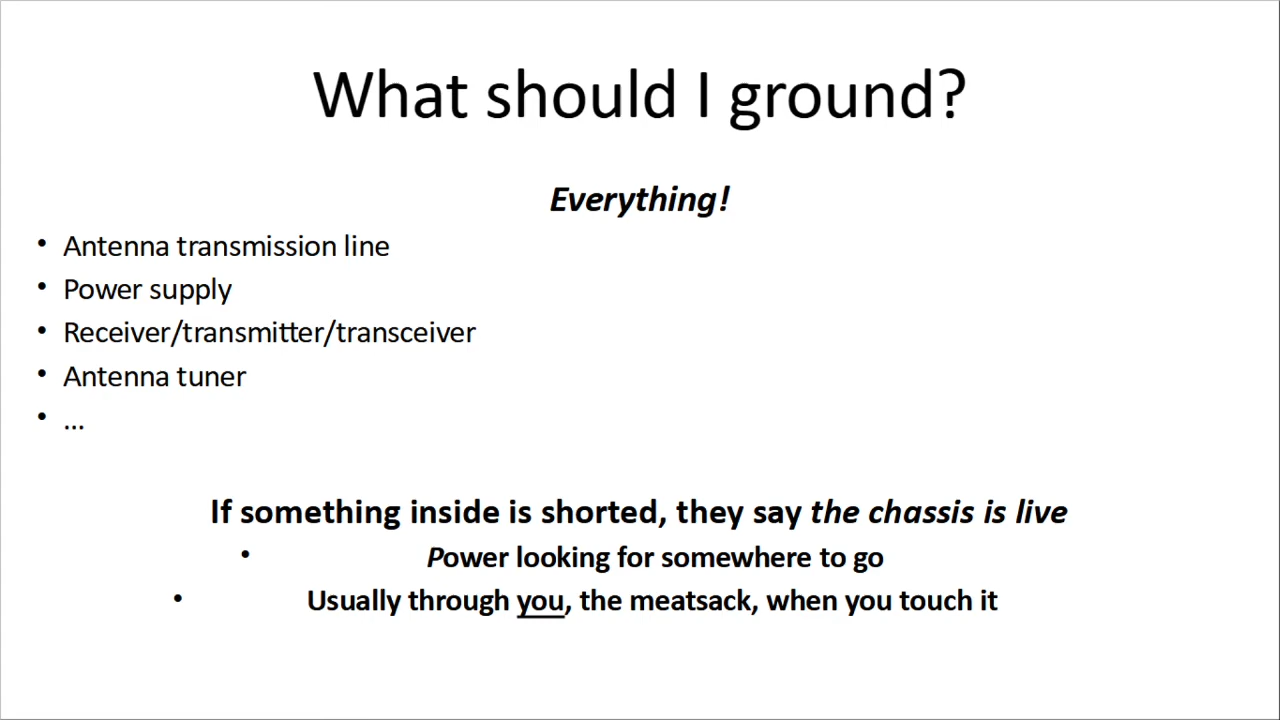 What should I ground?
Everything!
• Antenna transmission line
• Power supply
• Receiver/transmitter/transceiver
• Antenna tuner
• ...
If something inside is shorted, they say the chassis is live
• Power looking for somewhere to go
• Usually through you, the meatsack, when you touch it